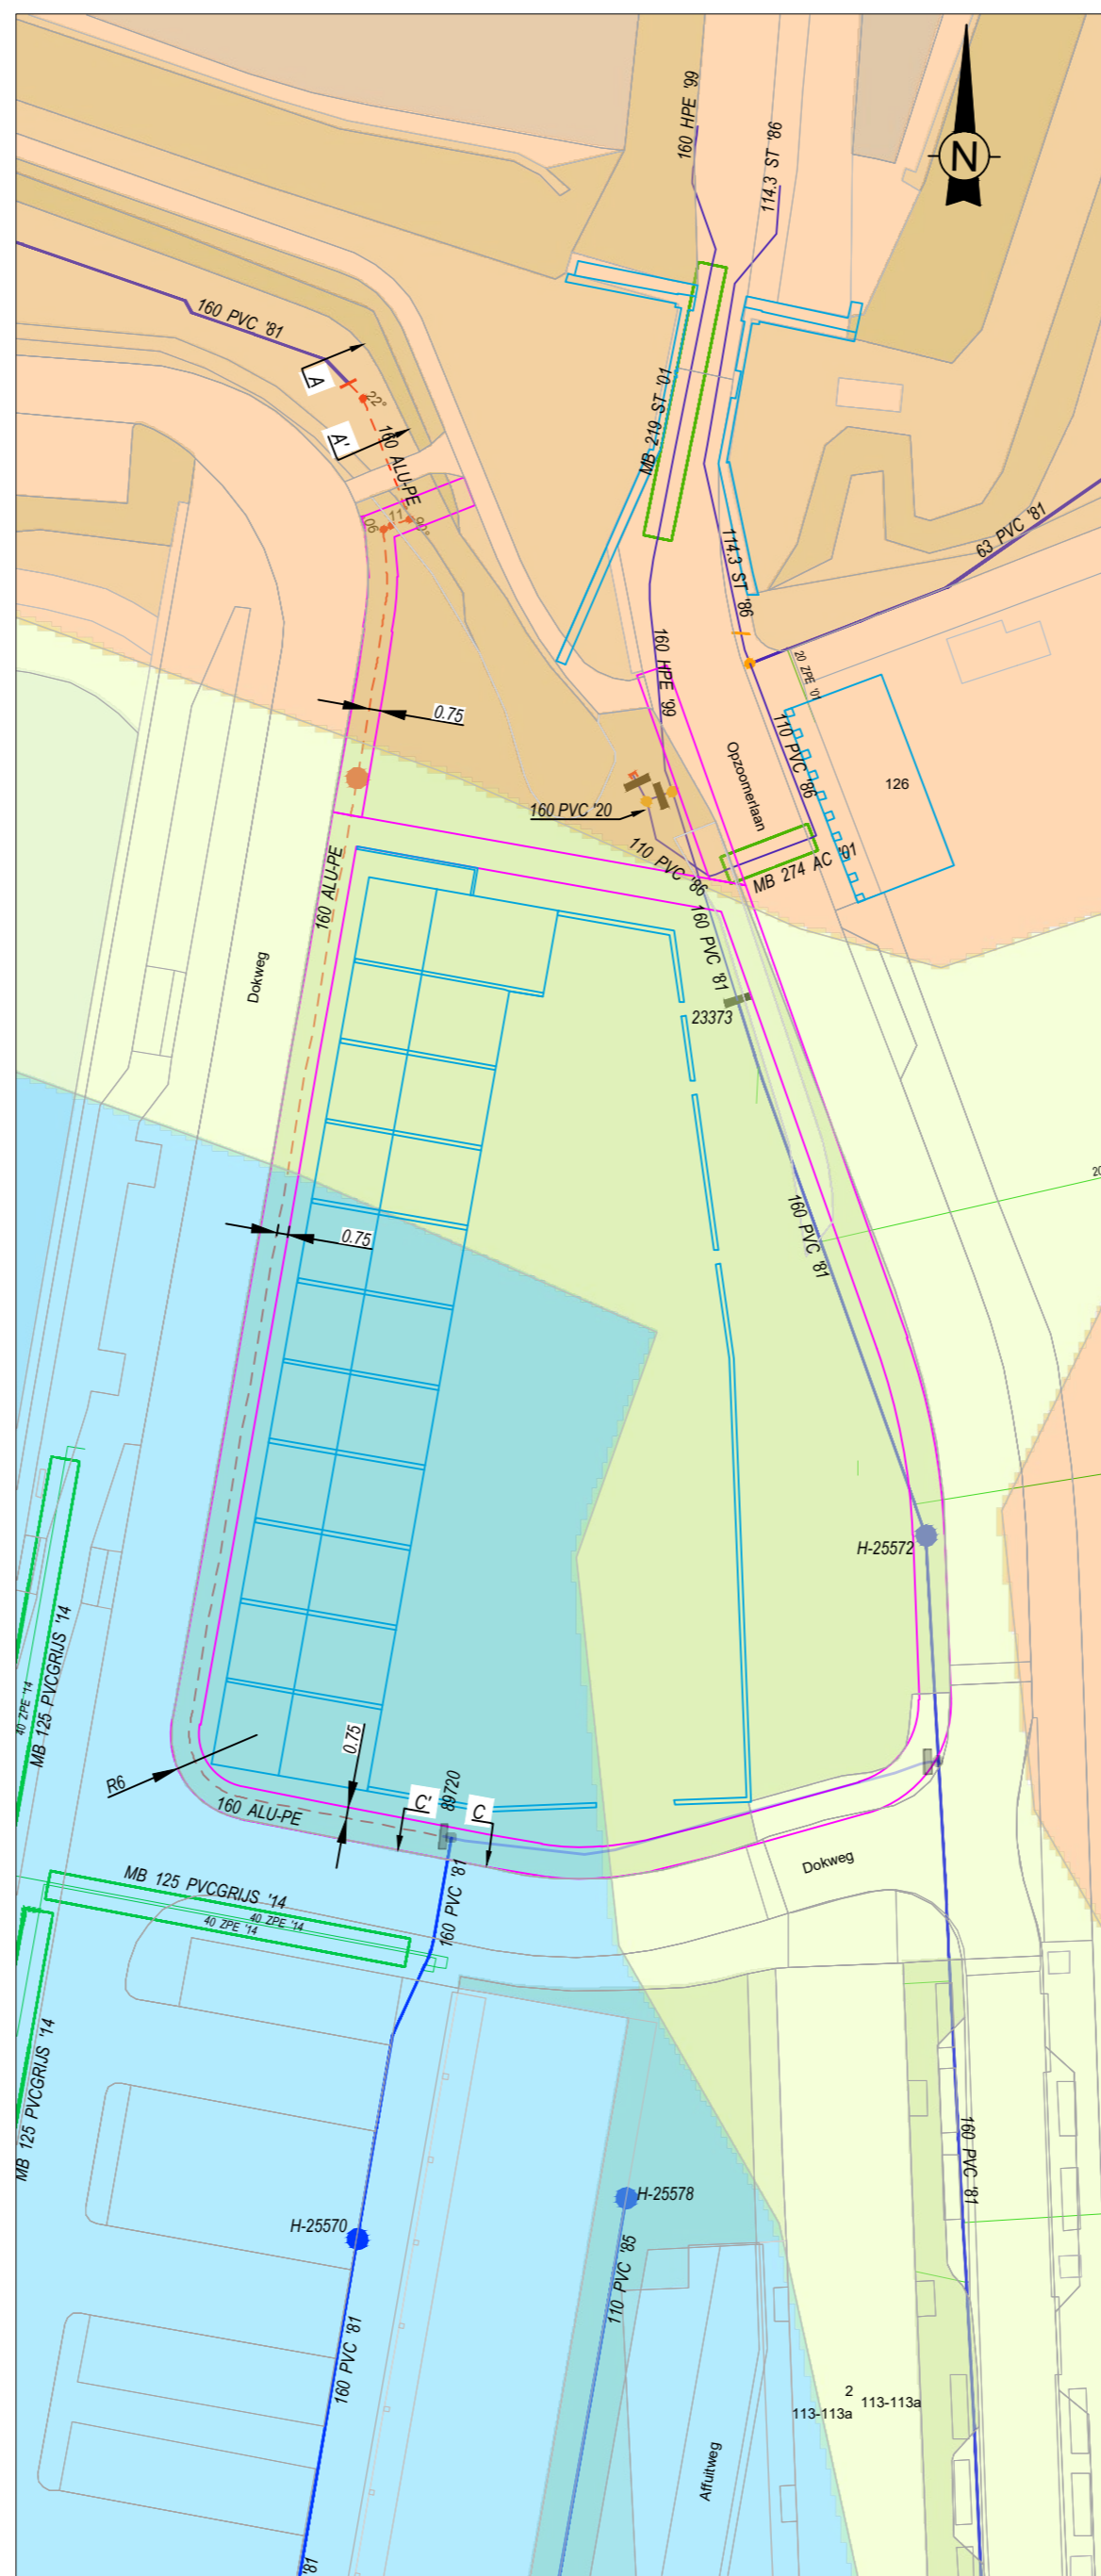 160 HPE '99
114.3 ST '86
N
160 PVC '81
A
22°
A'
160 ALU-PE
MB 219 ST '01
90°
11°
90°
63 PVC '81
114.3 ST '86
20 ZPE '01
160 HPE '99
0.75
110 PVC '86
Opzoomerlaan
126
160 PVC '20
110 PVC '86
MB 274 AC '01
160 ALU-PE
160 PVC '81
Dokweg
23373
20
160 PVC '81
0.75
H-25572
MB 125 PVCGRIJS '14
40 ZPE '14
0.75
R6
C'
89720
C
160 ALU-PE
Dokweg
MB 125 PVCGRIJS '14
40 ZPE '14
40 ZPE '14
160 PVC '81
MB 125 PVCGRIJS '14
160 PVC '81
H-25578
H-25570
110 PVC '85
160 PVC '81
2
113-113a
113-113a
Affuitweg
'81